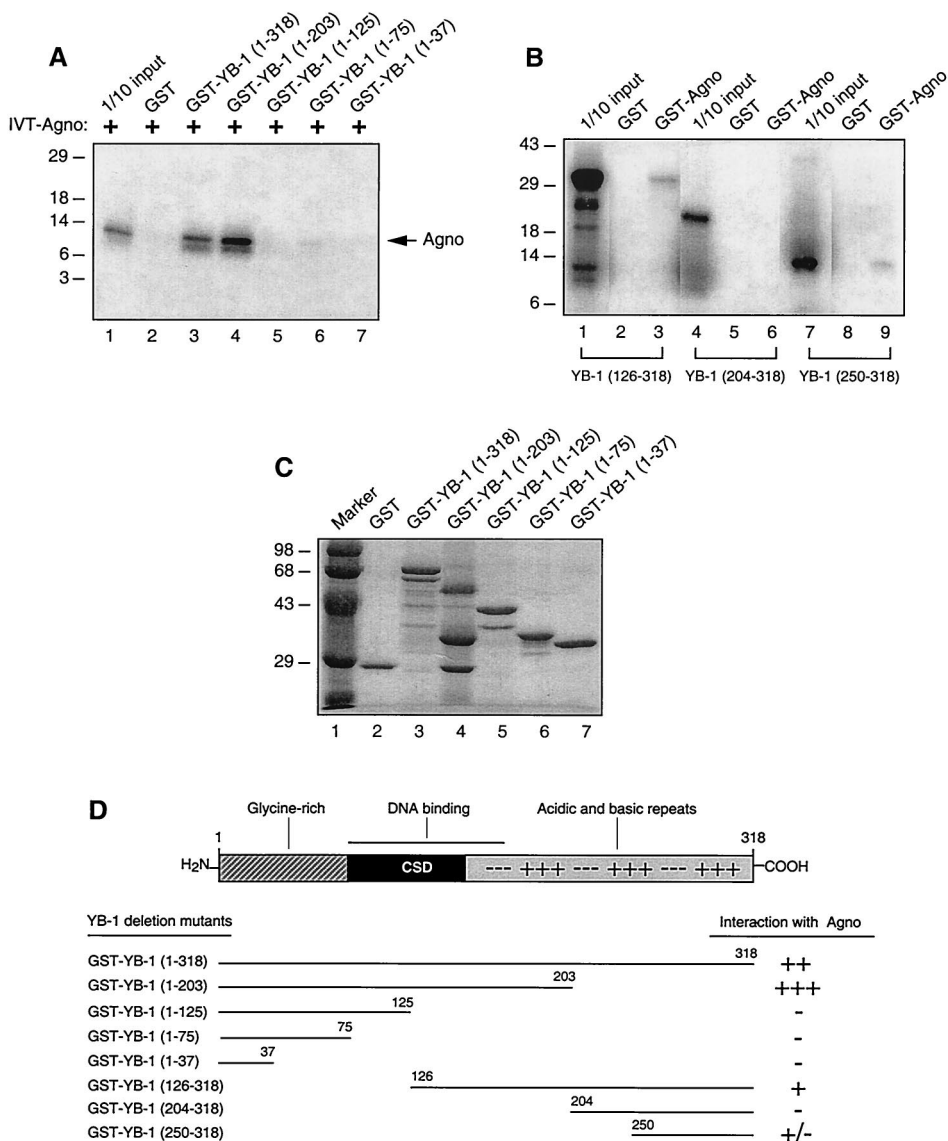 A
1/10 input
GST
GST-YB-1 (1-318)
GST-YB-1 (1-203)
GST-YB-1 (1-125)
GST-YB-1 (1-75)
GST-YB-1 (1-37)
IVT-Agno: + + + + + + +
29
18
14
6
3
Agno
1 2 3 4 5 6 7
B
1/10 input
GST
GST-Agno
1/10 input
GST
GST-Agno
1/10 input
GST
GST-Agno
43
29
18
14
6
1 2 3 4 5 6 7 8 9
YB-1 (126-318) YB-1 (204-318) YB-1 (250-318)
C
Marker
GST
GST-YB-1 (1-318)
GST-YB-1 (1-203)
GST-YB-1 (1-125)
GST-YB-1 (1-75)
GST-YB-1 (1-37)
98
68
43
29
1 2 3 4 5 6 7
D
Glycine-rich DNA binding Acidic and basic repeats
1 318
H2N CSD --- +++ --- +++ --- +++ COOH
YB-1 deletion mutants Interaction with Agno
GST-YB-1 (1-318) 318 ++
GST-YB-1 (1-203) 203 +++
GST-YB-1 (1-125) 125 -
GST-YB-1 (1-75) 75 -
GST-YB-1 (1-37) 37 -
GST-YB-1 (126-318) 126 +
GST-YB-1 (204-318) 204 -
GST-YB-1 (250-318) 250 +/-